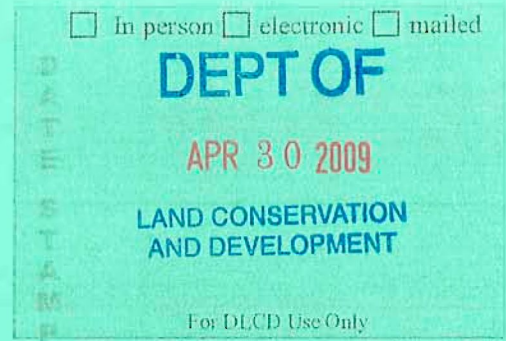 ☐ In person ☐ electronic ☐ mailed
DATE STAMP
DEPT OF
APR 30 2009
LAND CONSERVATION
AND DEVELOPMENT
For DLCD Use Only